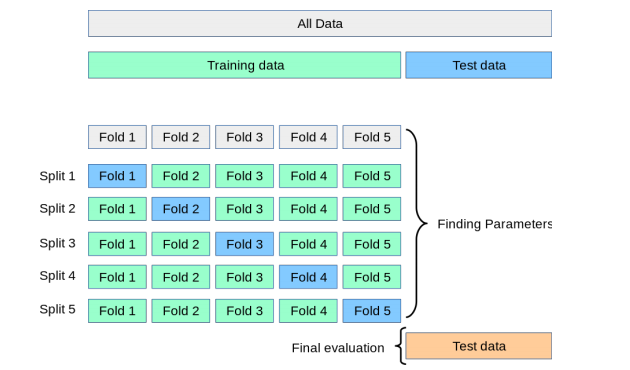 All Data
Training data Test data
Fold 1 Fold 2 Fold 3 Fold 4 Fold 5
Split 1 Fold 1 Fold 2 Fold 3 Fold 4 Fold 5
Split 2 Fold 1 Fold 2 Fold 3 Fold 4 Fold 5
Finding Parameters
Split 3 Fold 1 Fold 2 Fold 3 Fold 4 Fold 5
Split 4 Fold 1 Fold 2 Fold 3 Fold 4 Fold 5
Split 5 Fold 1 Fold 2 Fold 3 Fold 4 Fold 5
Final evaluation Test data